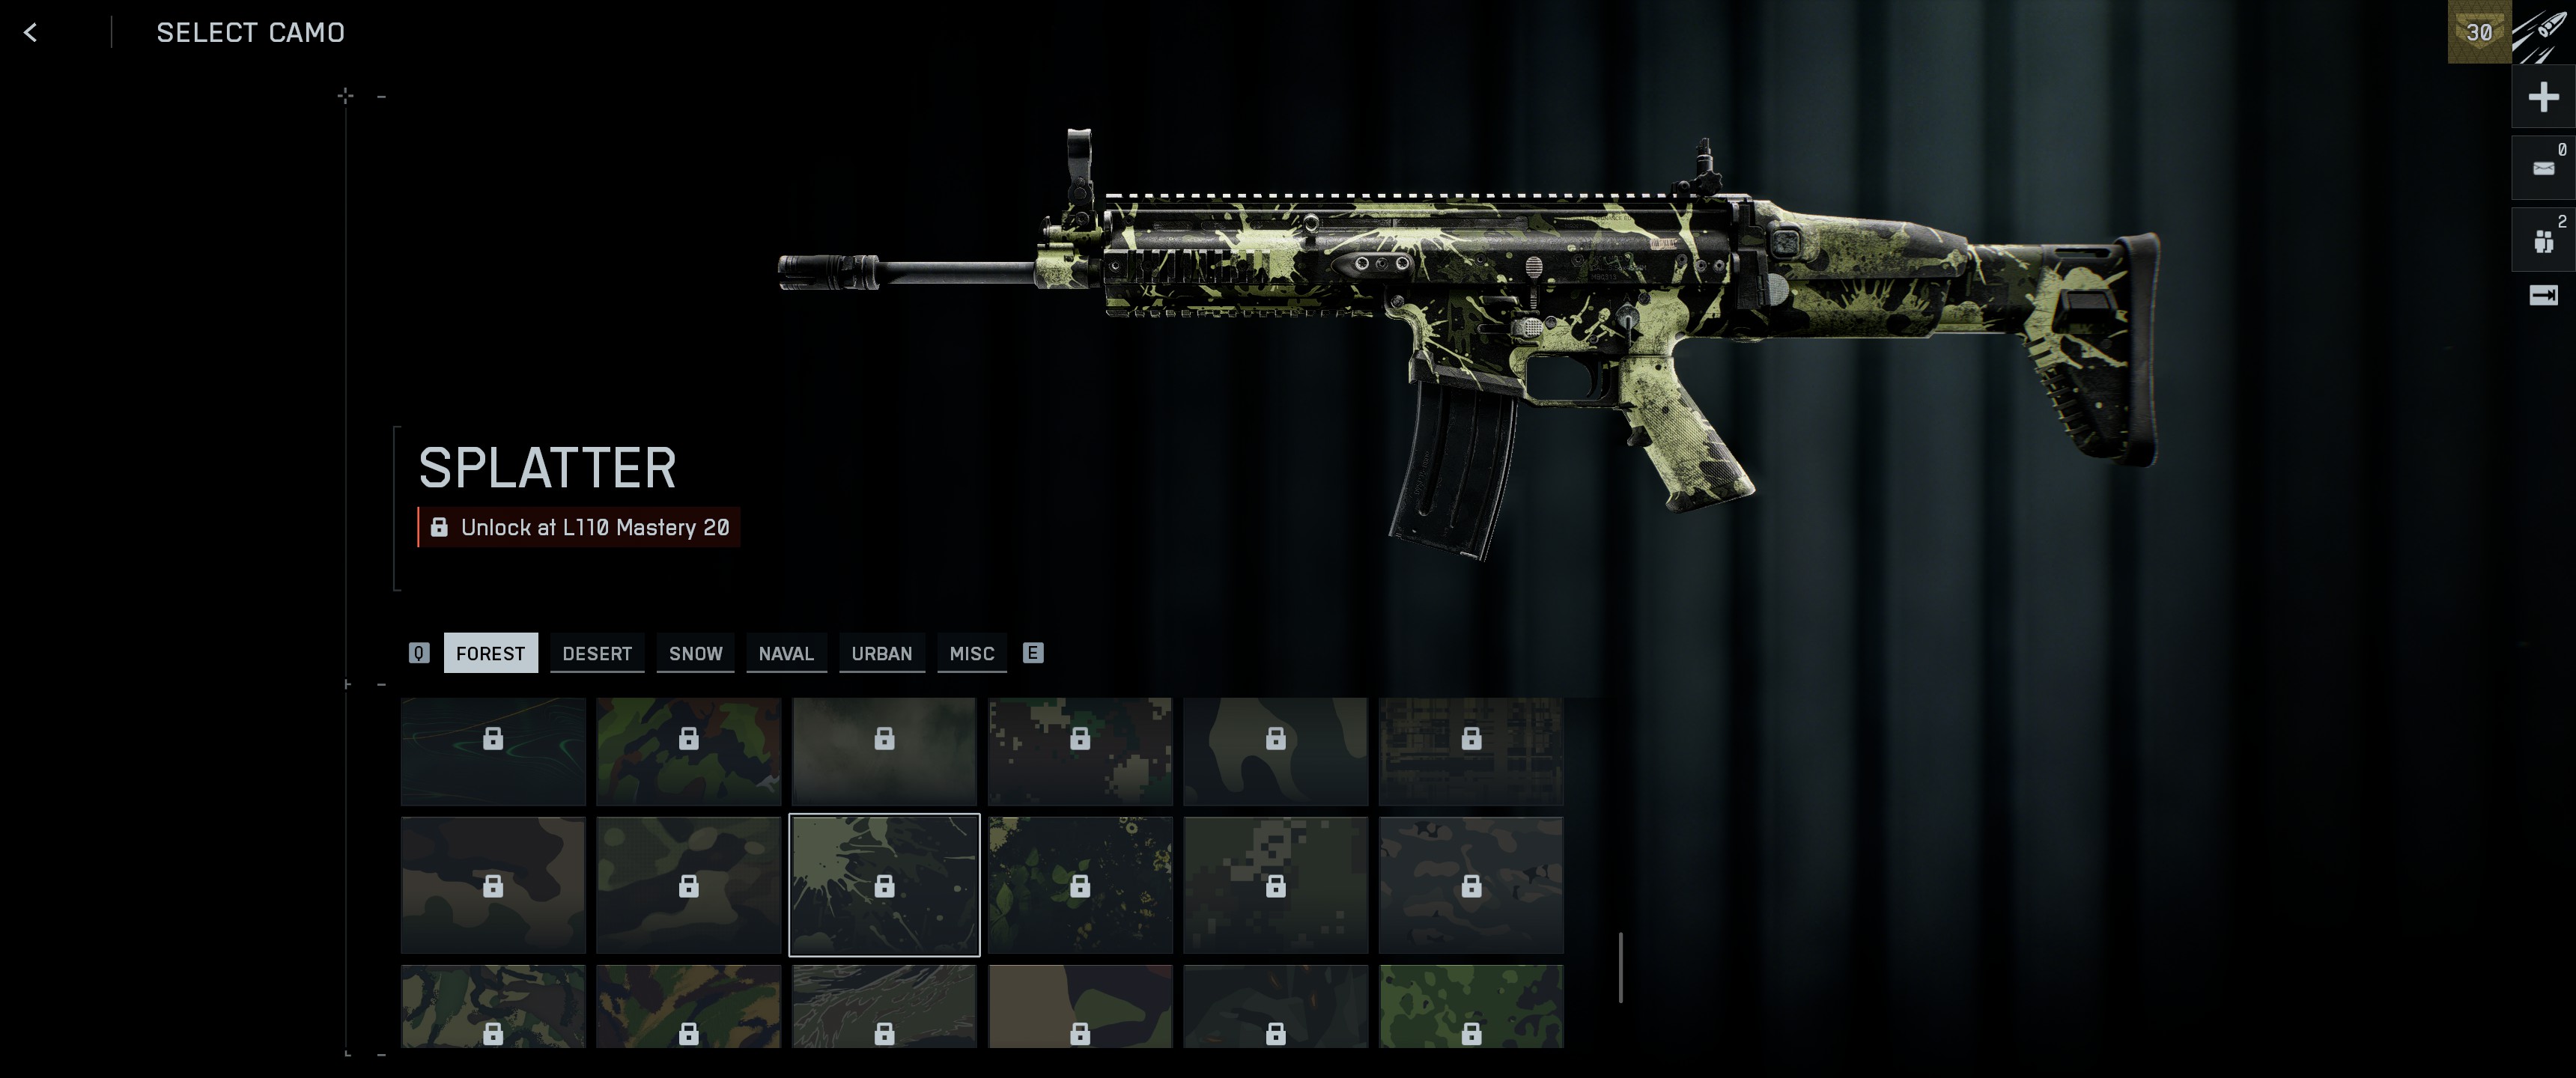 SELECT CAMO
30
0
2
SPLATTER
Unlock at L110 Mastery 20
Q FOREST DESERT SNOW NAVAL URBAN MISC E